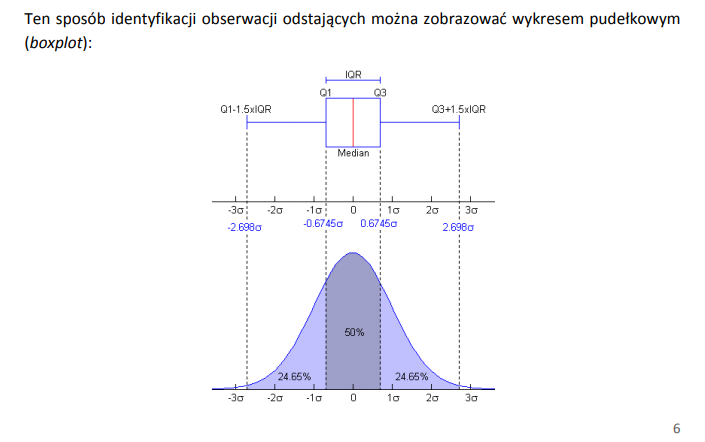 Ten sposób identyfikacji obserwacji odstających można zobrazować wykresem pudełkowym
(boxplot):
IQR
Q1 Q3
Q1-1.5xIQR Q3+1.5xIQR
Median
-3σ -2σ -1σ 0 1σ 2σ 3σ
-2.698σ -0.6745σ 0.6745σ 2.698σ
50%
24.65% 24.65%
-3σ -2σ -1σ 0 1σ 2σ 3σ
6